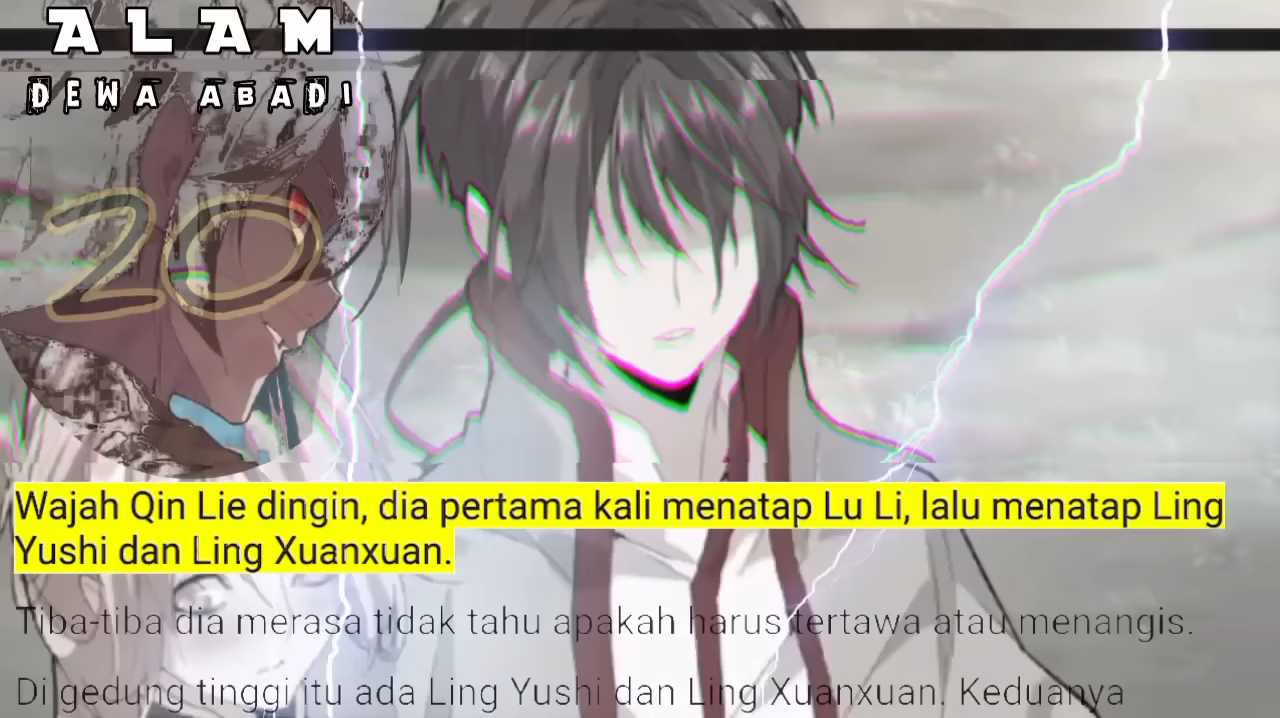 ALAM
DEWA ABADI
20
Wajah Qin Lie dingin, dia pertama kali menatap Lu Li, lalu menatap Ling
Yushi dan Ling Xuanxuan.
Tiba-tiba dia merasa tidak tahu apakah harus tertawa atau menangis.
Di gedung tinggi itu ada Ling Yushi dan Ling Xuanxuan. Keduanya